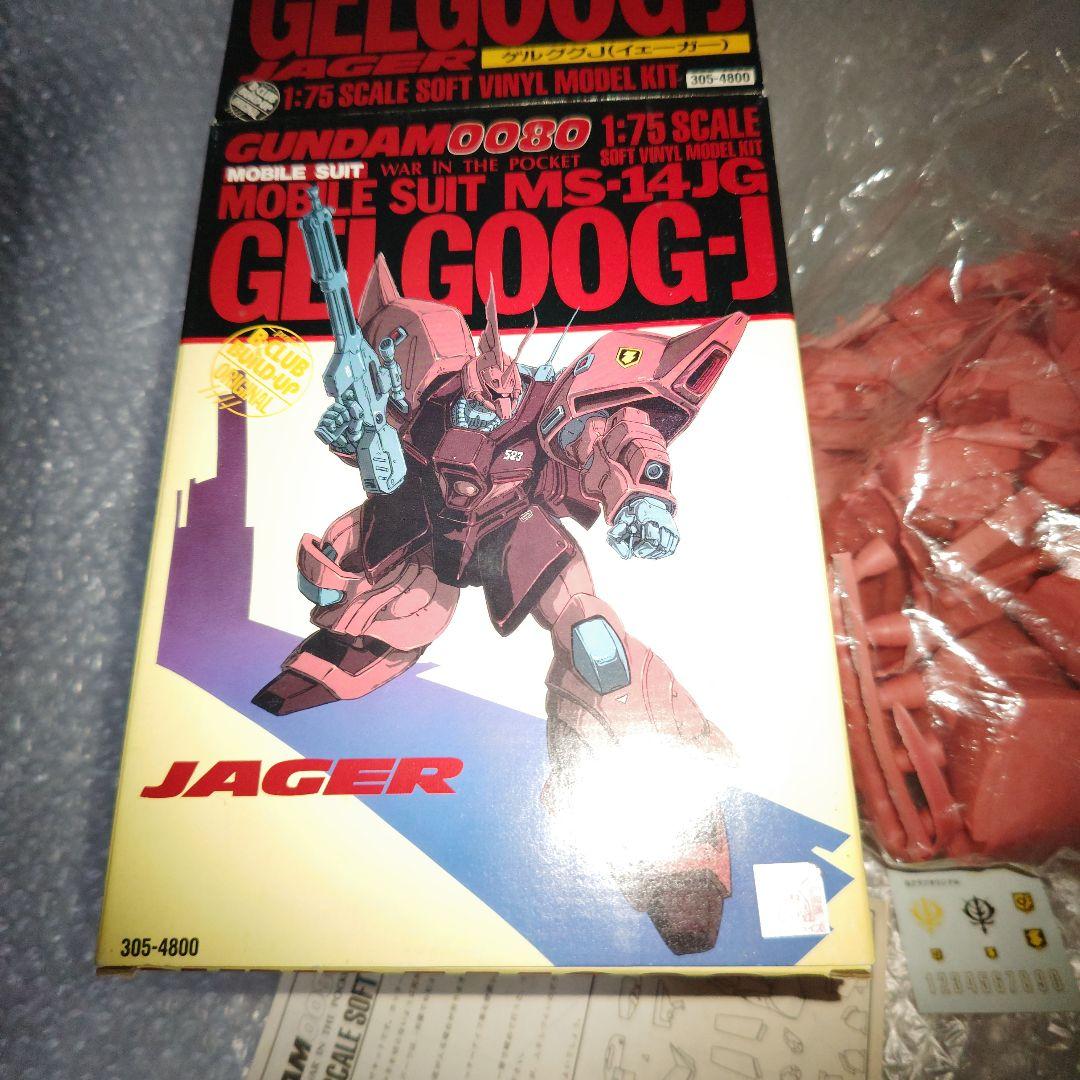 GELGOOG-J
JAGER
ゲルググJ(イェーガー)
1:75 SCALE SOFT VINYL MODEL KIT
305-4800
GUNDAM0080
1:75 SCALE
SOFT VINYL MODEL KIT
MOBILE SUIT
WAR IN THE POCKET
MOBILE SUIT MS-14JG
GELGOOG-J
B-CLUB
BUILD-UP
ORIGINAL
523
JAGER
305-4800
1234567890
SCALE SOFT